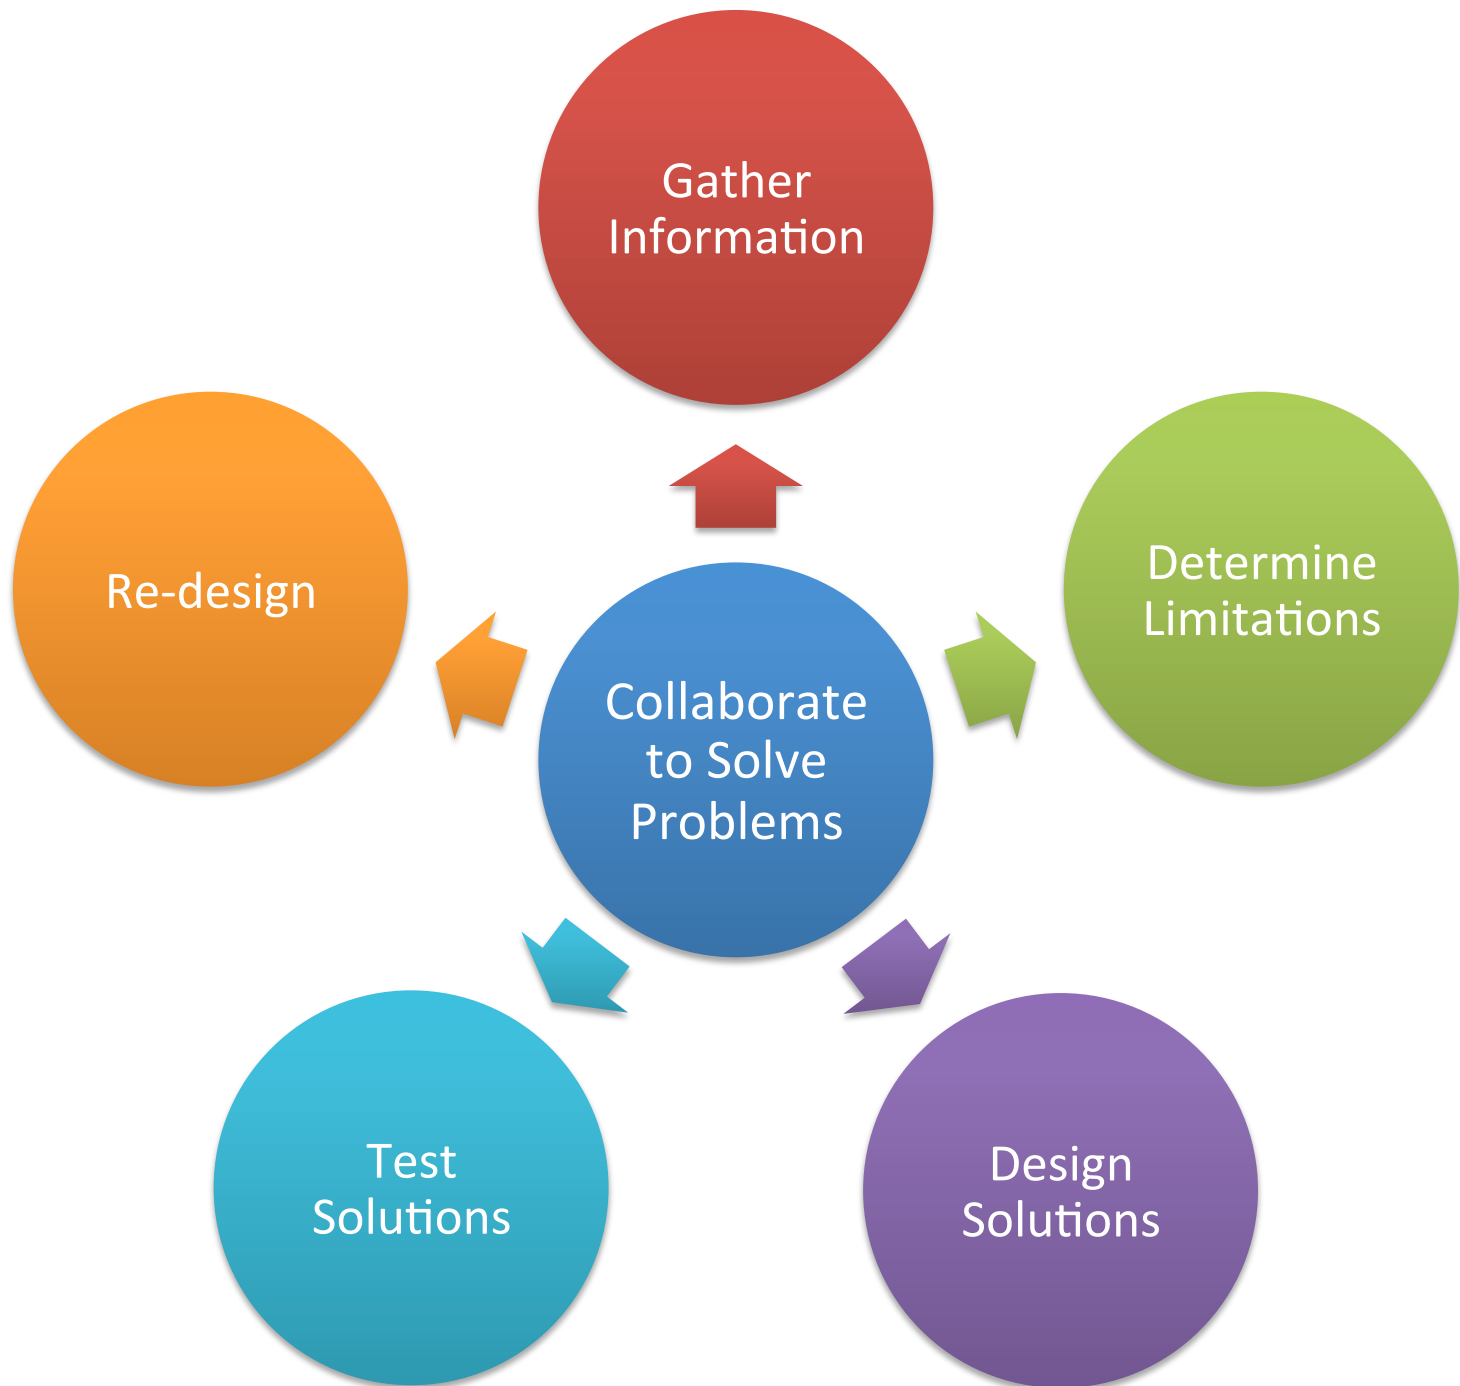 Gather
Information
Determine
Limitations
Design
Solutions
Test
Solutions
Re-design
Collaborate
to Solve
Problems